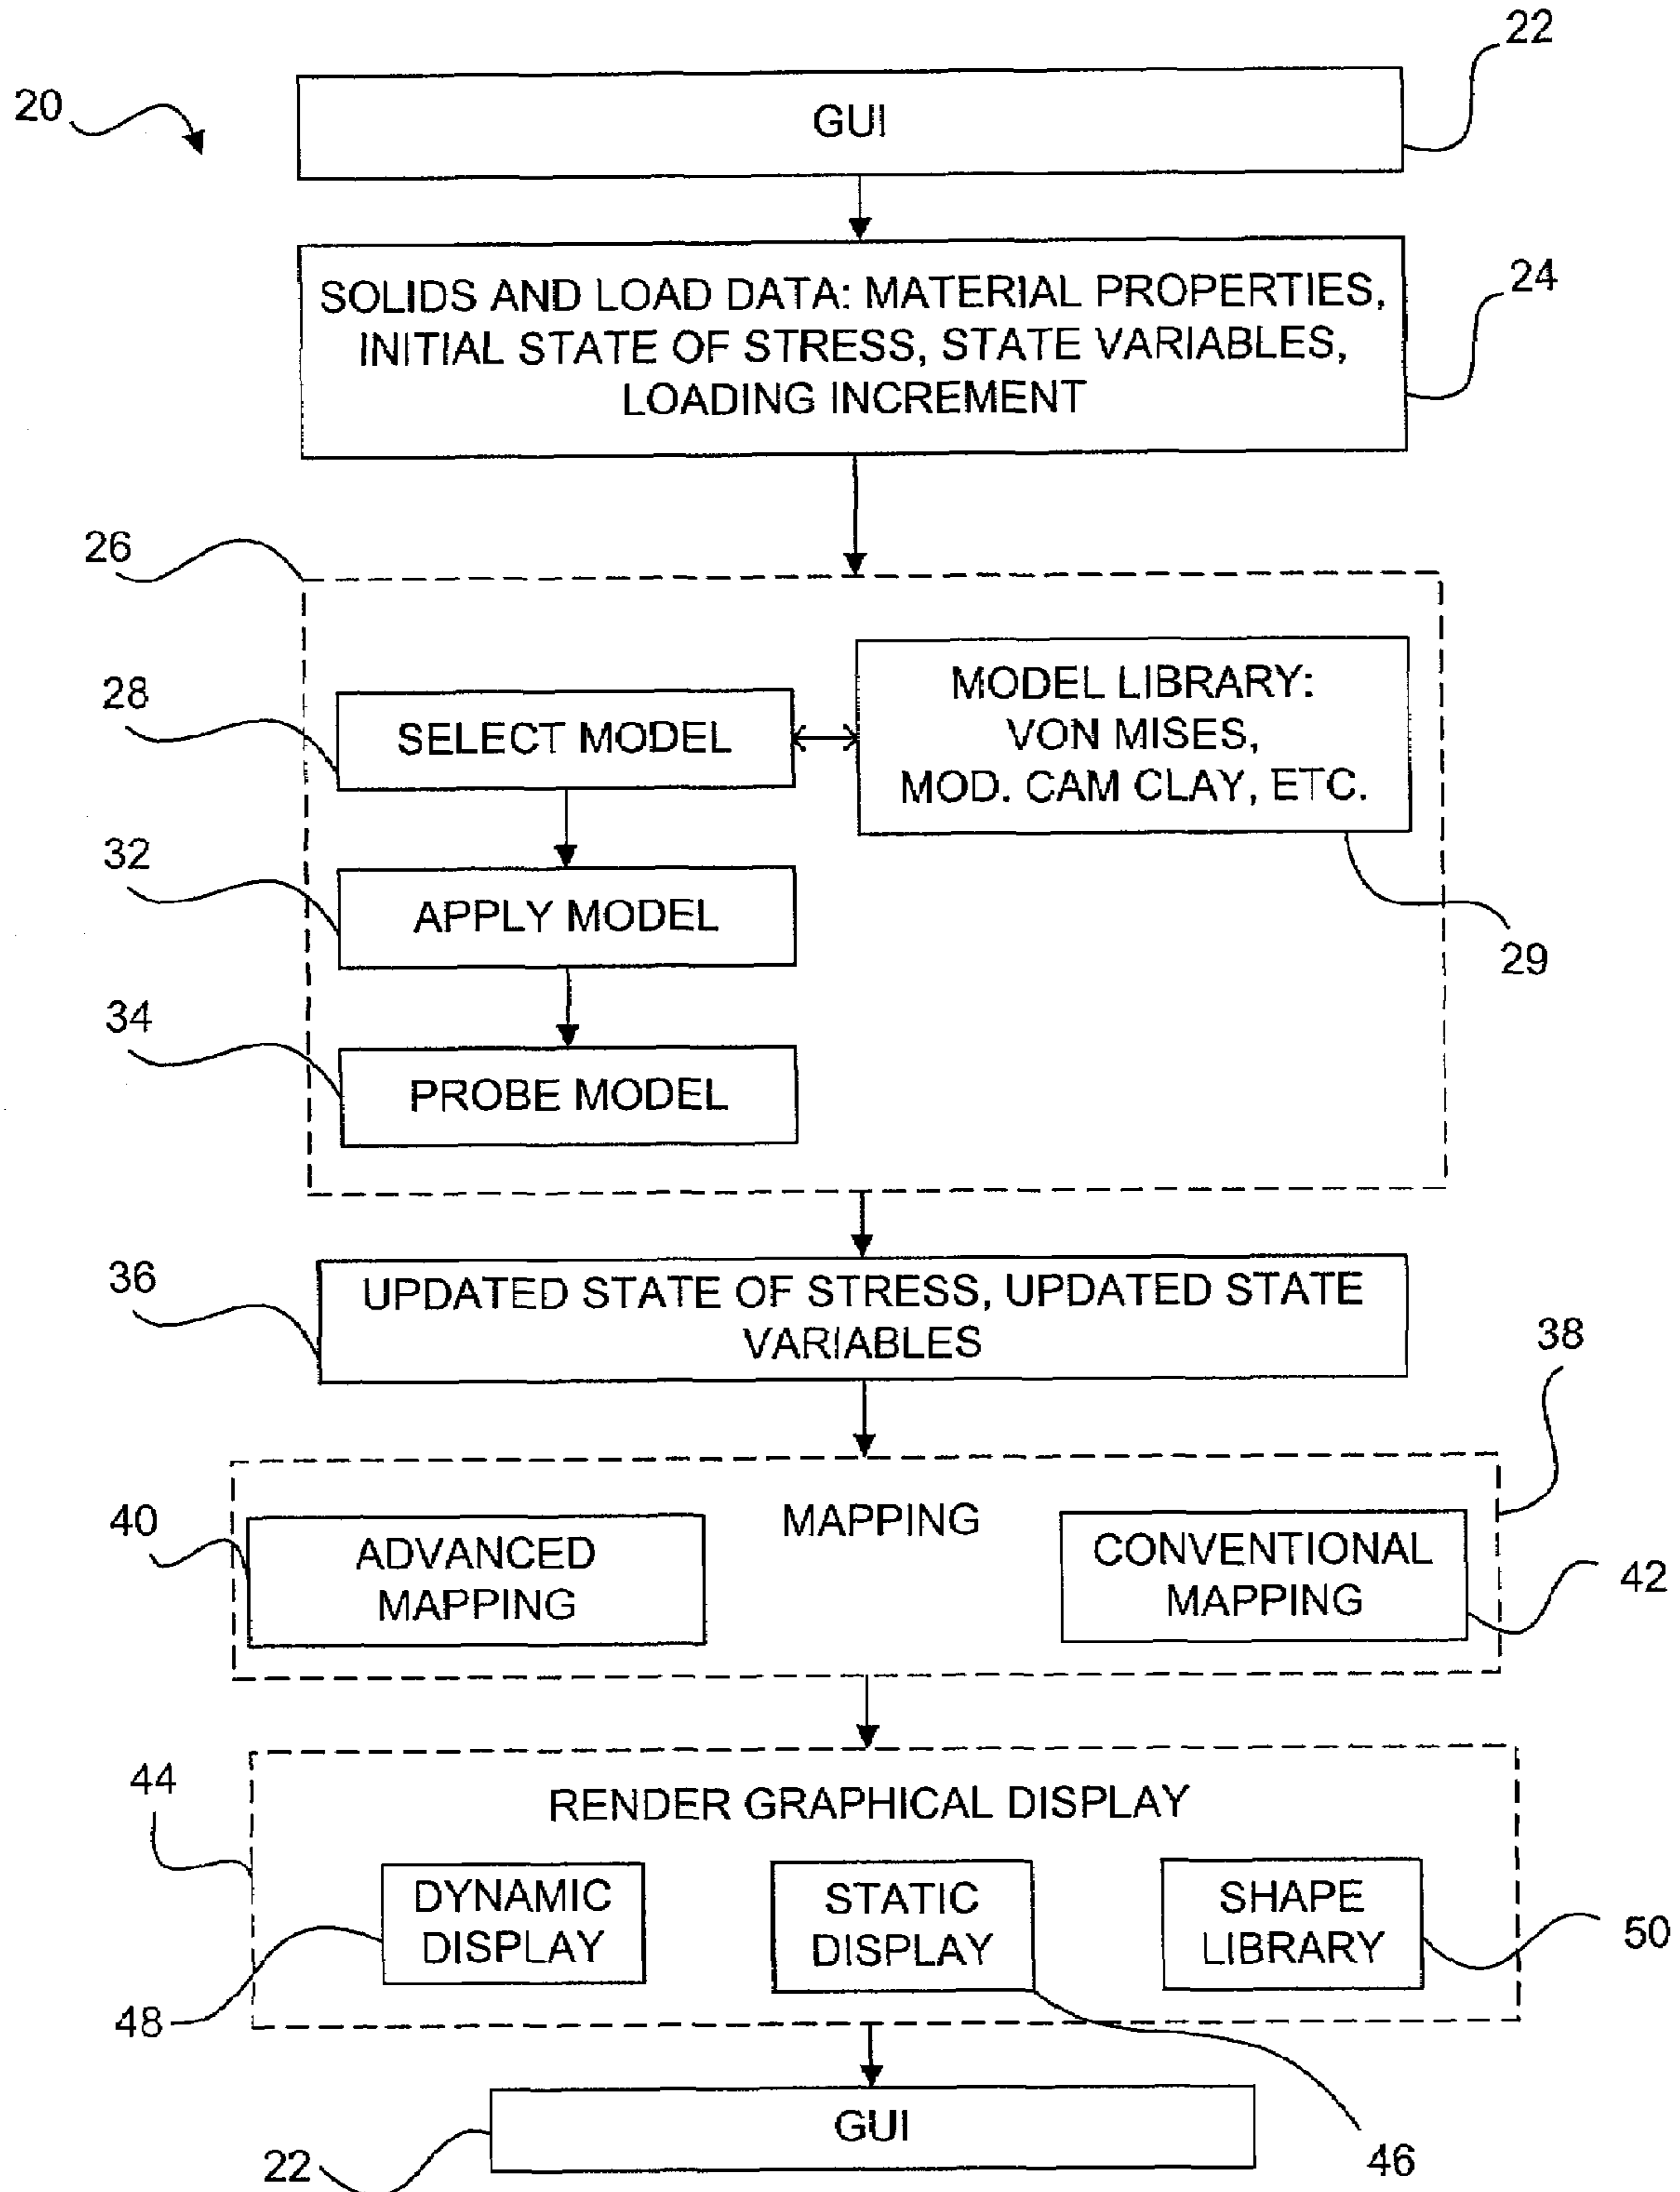 22
20
GUI
24
SOLIDS AND LOAD DATA: MATERIAL PROPERTIES,
INITIAL STATE OF STRESS, STATE VARIABLES,
LOADING INCREMENT
26
28
SELECT MODEL
MODEL LIBRARY:
VON MISES,
MOD. CAM CLAY, ETC.
32
APPLY MODEL
29
34
PROBE MODEL
36
UPDATED STATE OF STRESS, UPDATED STATE
VARIABLES
38
MAPPING
40
ADVANCED
MAPPING
CONVENTIONAL
MAPPING
42
44
RENDER GRAPHICAL DISPLAY
DYNAMIC
DISPLAY
STATIC
DISPLAY
SHAPE
LIBRARY
50
48
GUI
22
46